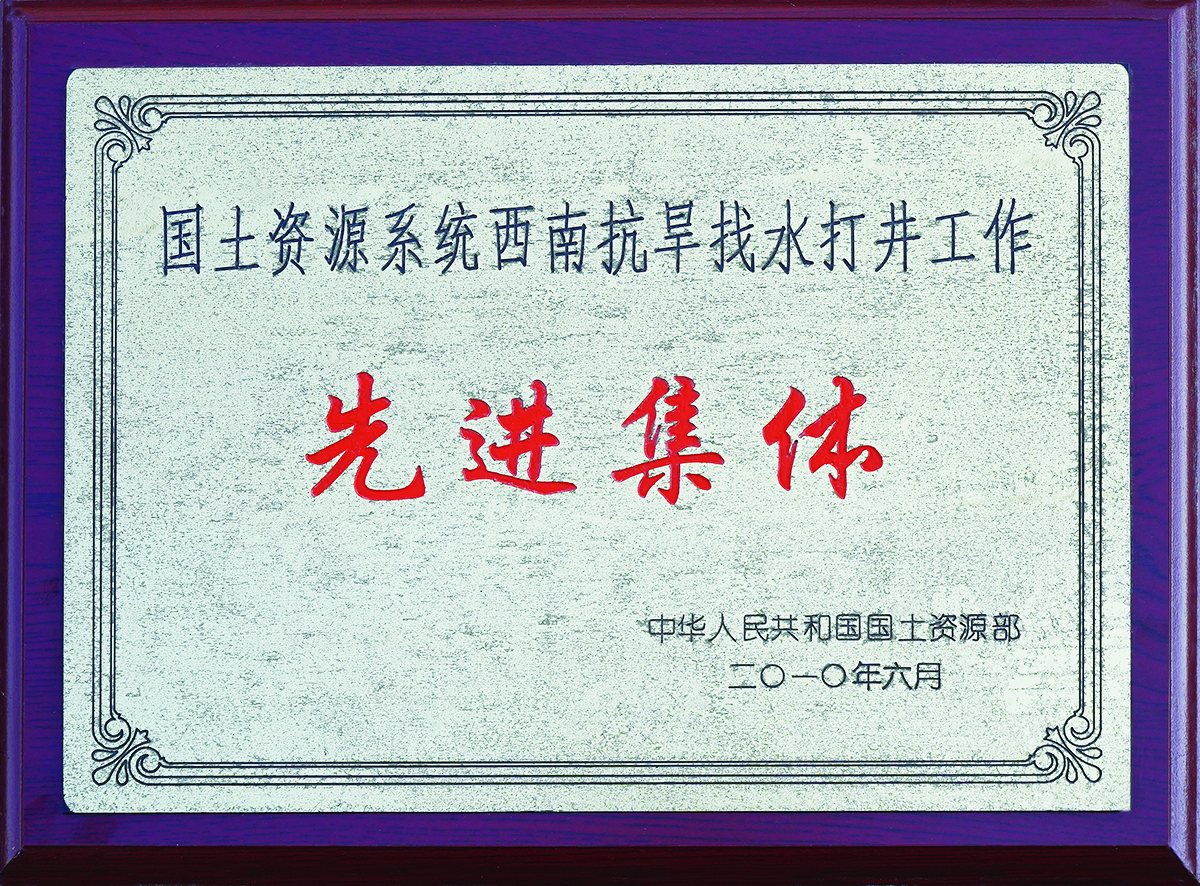 国土资源系统西南抗旱找水打井工作
先进集体
中华人民共和国国土资源部
二〇一〇年六月